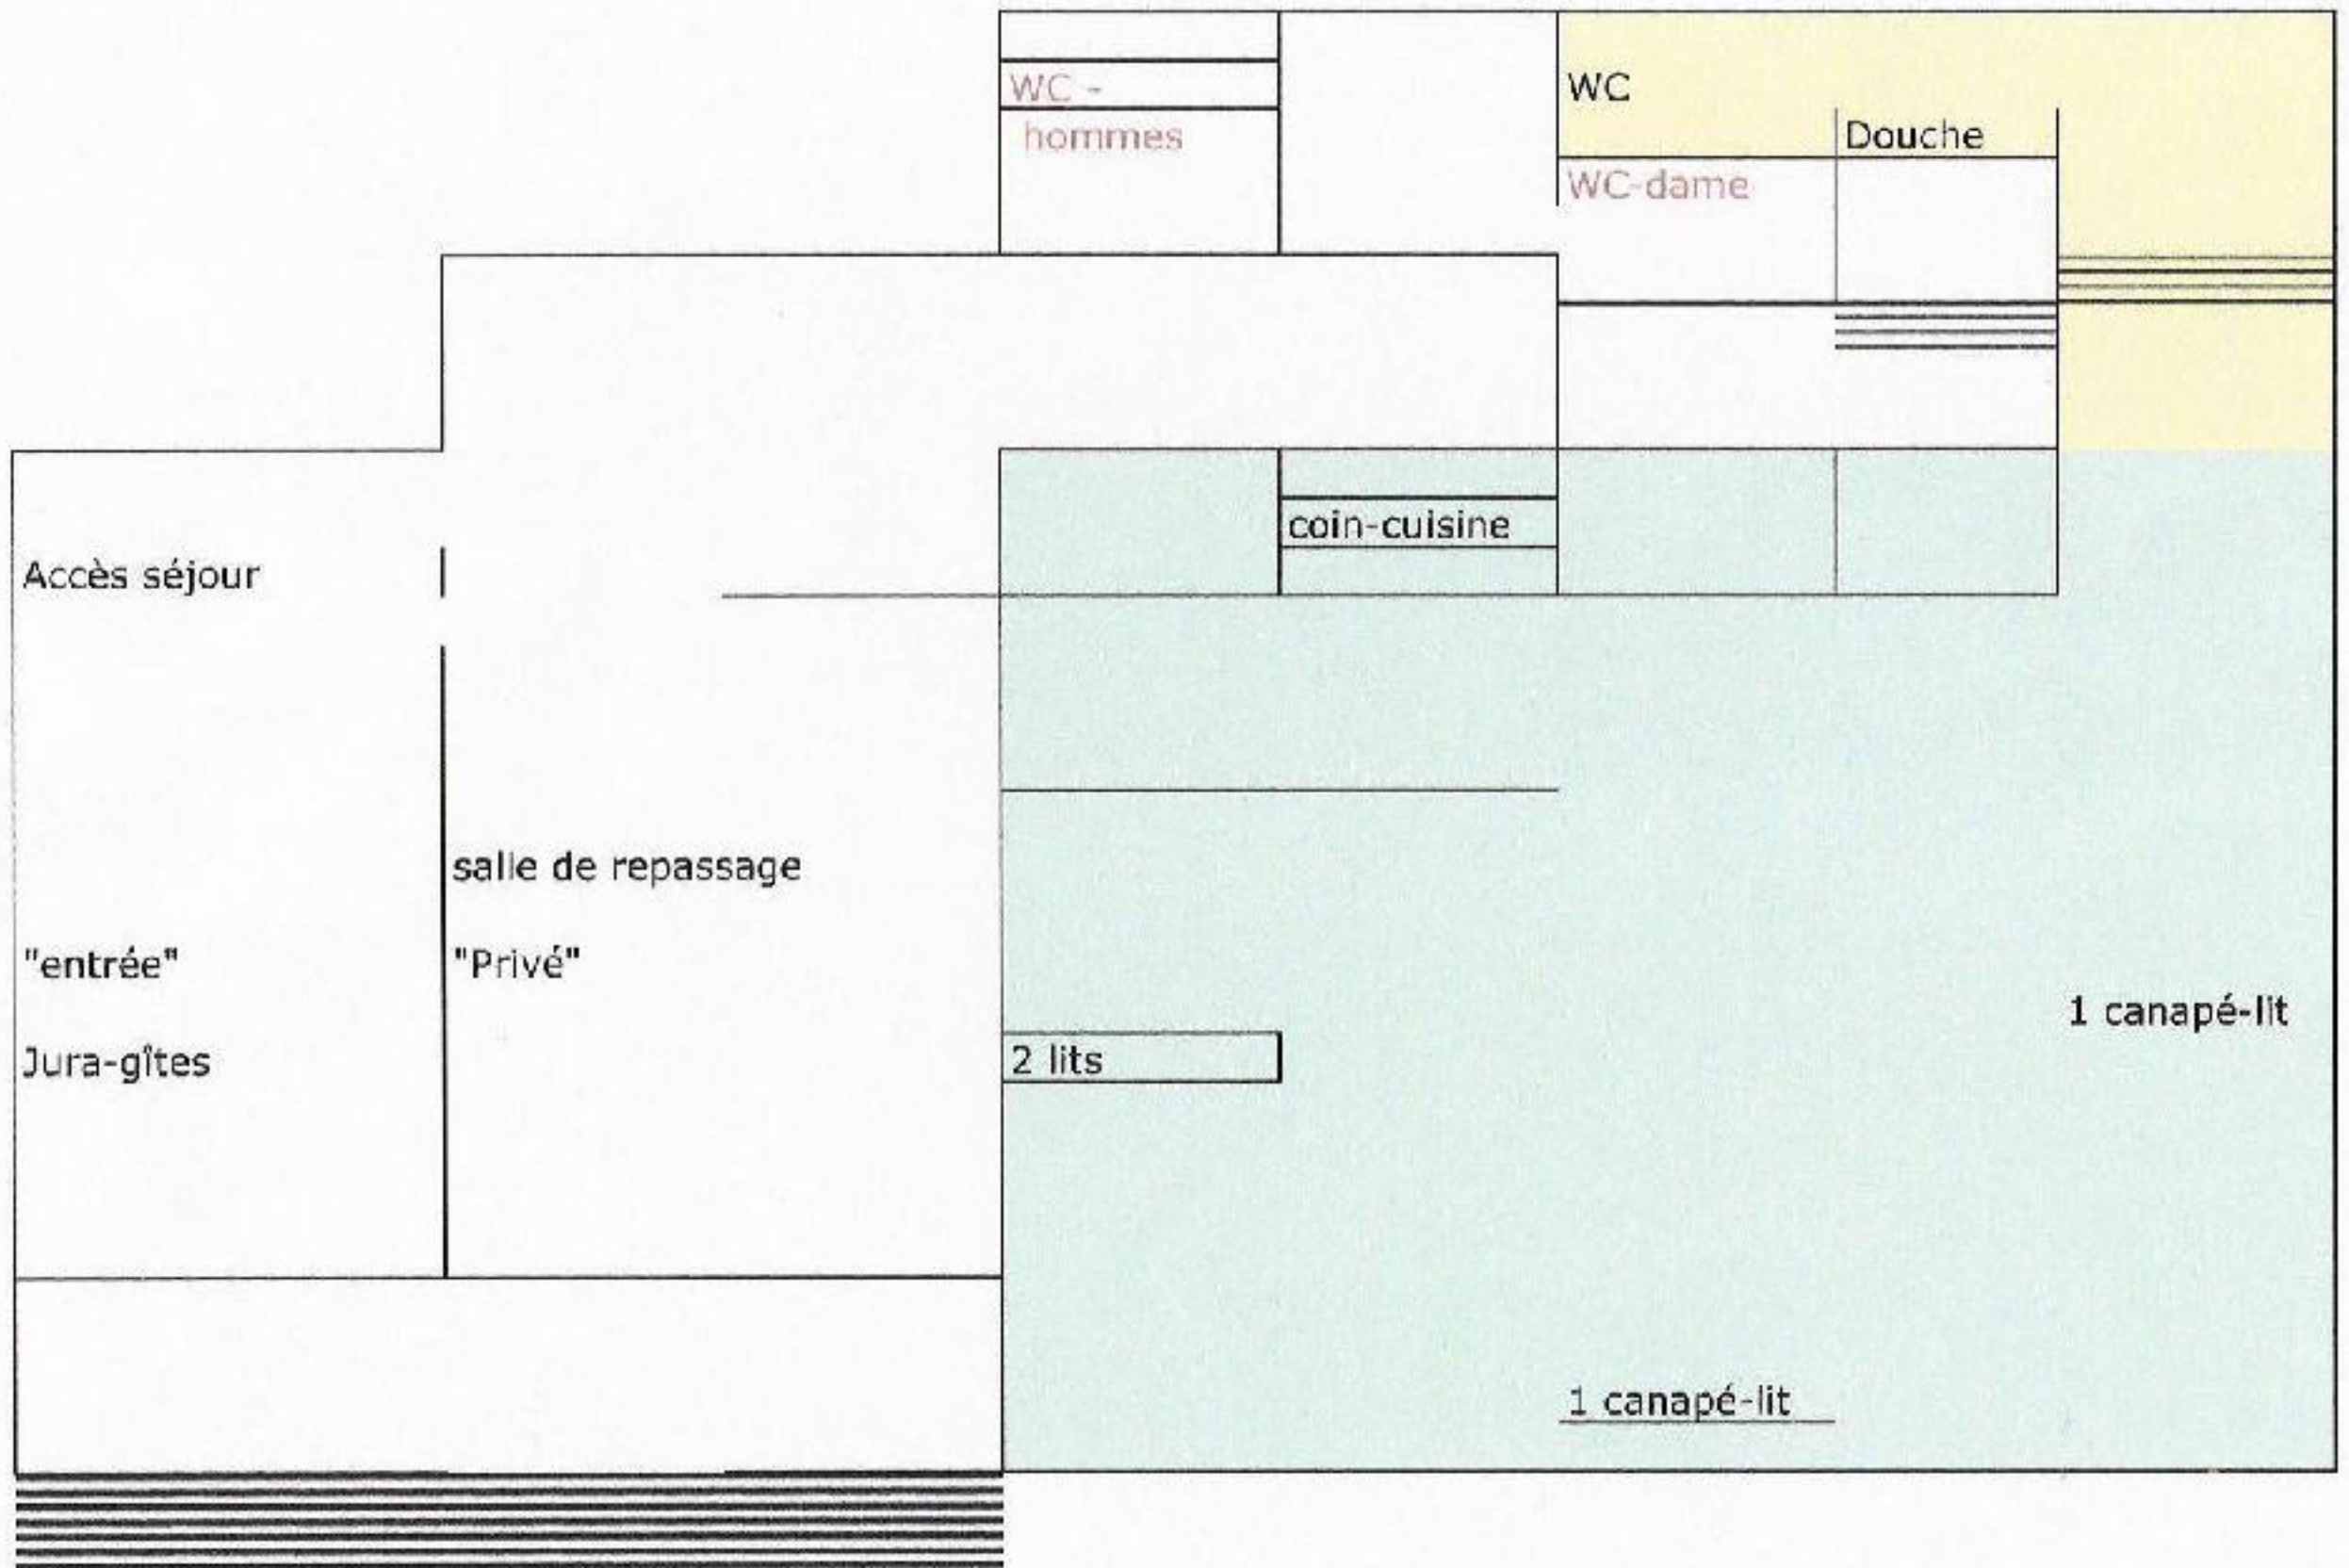 WC -
hommes
WC
Douche
WC-dame
coin-cuisine
Accès séjour
salle de repassage
"entrée"
"Privé"
1 canapé-lit
Jura-gîtes
2 lits
1 canapé-lit